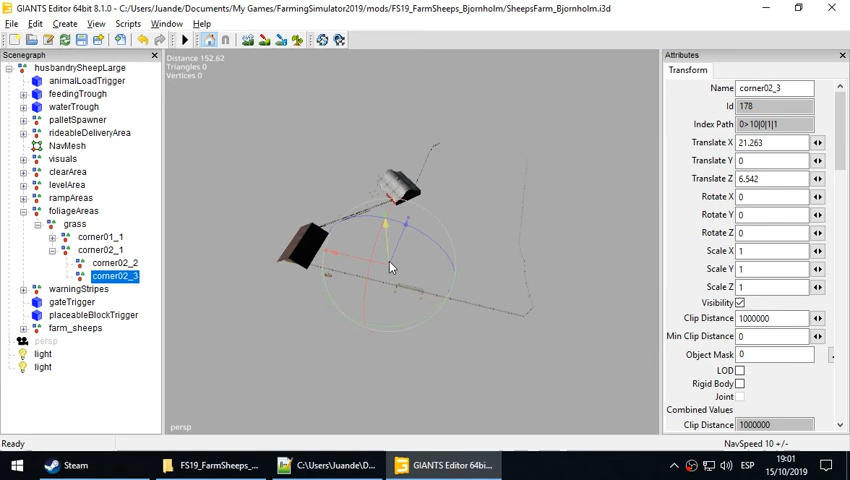 GIANTS Editor 64bit 8.1.0 - C:/Users/Juande/Documents/My Games/FarmingSimulator2019/mods/FS19_FarmSheeps_Bjornholm/SheepsFarm_Bjornholm.i3d
File Edit Create View Scripts Window Help
Scenegraph
husbandrySheepLarge
animalLoadTrigger
feedingTrough
waterTrough
palletSpawner
rideableDeliveryArea
NavMesh
visuals
clearArea
levelArea
rampAreas
foliageAreas
grass
corner01_1
corner02_1
corner02_2
corner02_3
warningStripes
gateTrigger
placeableBlockTrigger
farm_sheeps
persp
light
light
Distance 152.62
Triangles 0
Vertices 0
persp
Attributes
Transform
Name corner02_3
Id 178
Index Path 0>10|0|1|1
Translate X 21.263
Translate Y 0
Translate Z 6.542
Rotate X 0
Rotate Y 0
Rotate Z 0
Scale X 1
Scale Y 1
Scale Z 1
Visibility
Clip Distance 1000000
Min Clip Distance 0
Object Mask 0
LOD
Rigid Body
Joint
Combined Values
Clip Distance 1000000
Ready
NavSpeed 10 +/-
Steam
FS19_FarmSheeps_...
C:\Users\Juande\D...
GIANTS Editor 64bi...
ESP
19:01
15/10/2019